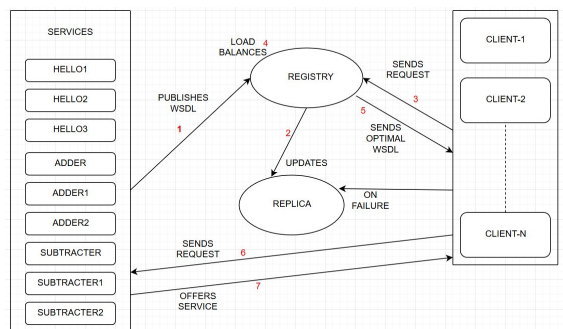 SERVICES
HELLO1
HELLO2
HELLO3
ADDER
ADDER1
ADDER2
SUBTRACTER
SUBTRACTER1
SUBTRACTER2
PUBLISHES
WSDL
1
LOAD 4
BALANCES
REGISTRY
2
UPDATES
REPLICA
SENDS
REQUEST
3
5
SENDS
OPTIMAL
WSDL
ON
FAILURE
SENDS
REQUEST
6
7
OFFERS
SERVICE
CLIENT-1
CLIENT-2
CLIENT-N